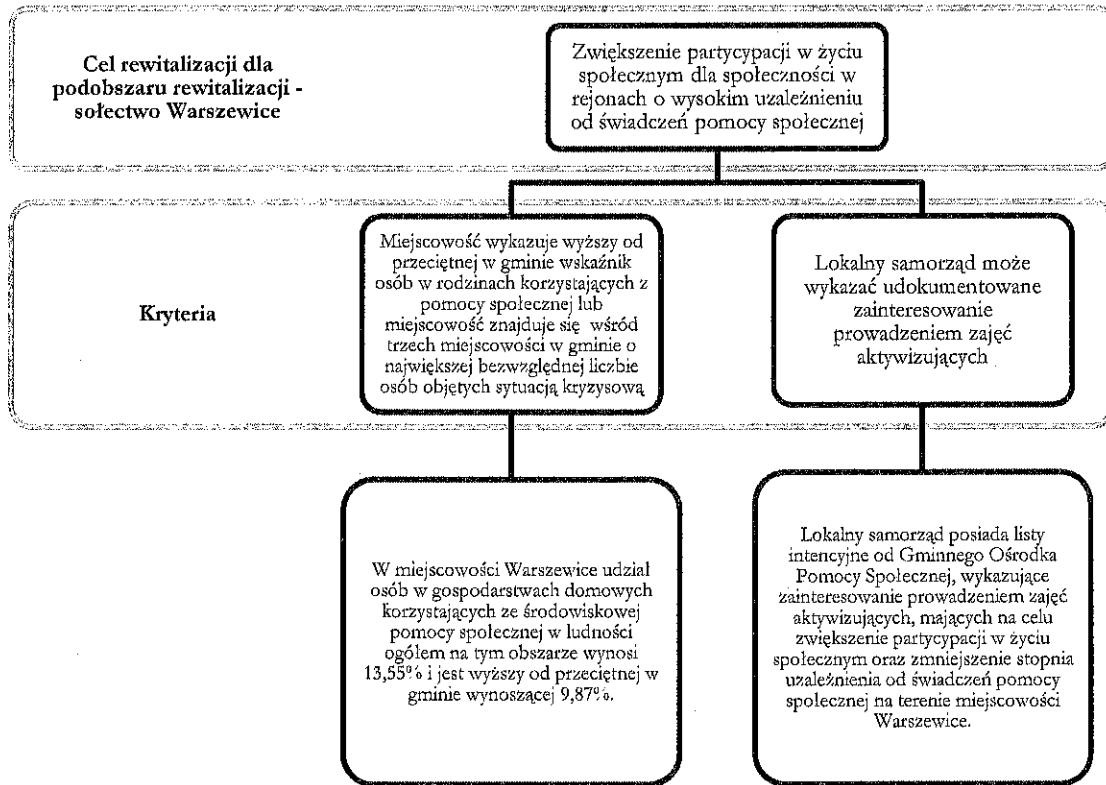 Cel rewitalizacji dla
podobszaru rewitalizacji -
sołectwo Warszewice
Zwiększenie partycypacji w życiu
społecznym dla społeczności w
rejonach o wysokim uzależnieniu
od świadczeń pomocy społecznej
Kryteria
Miejscowość wykazuje wyższy od
przeciętnej w gminie wskaźnik
osób w rodzinach korzystających z
pomocy społecznej lub
miejscowość znajduje się wśród
trzech miejscowości w gminie o
największej bezwzględnej liczbie
osób objętych sytuacją kryzysową
Lokalny samorząd może
wykazać udokumentowane
zainteresowanie
prowadzeniem zajęć
aktywizujących
W miejscowości Warszewice udział
osób w gospodarstwach domowych
korzystających ze środowiskowej
pomocy społecznej w ludności
ogółem na tym obszarze wynosi
13,55% i jest wyższy od przeciętnej w
gminie wynoszącej 9,87%.
Lokalny samorząd posiada listy
intencyjne od Gminnego Ośrodka
Pomocy Społecznej, wykazujące
zainteresowanie prowadzeniem zajęć
aktywizujących, mających na celu
zwiększenie partycypacji w życiu
społecznym oraz zmniejszenie stopnia
uzależnienia od świadczeń pomocy
społecznej na terenie miejscowości
Warszewice.